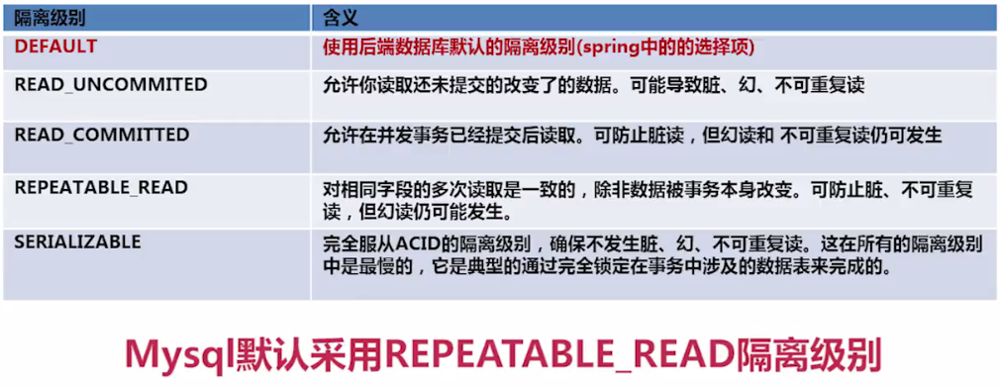 隔离级别 含义
DEFAULT 使用后端数据库默认的隔离级别(spring中的的选择项)
READ_UNCOMMITED 允许你读取还未提交的改变了的数据。可能导致脏、幻、不可重复读
READ_COMMITTED 允许在并发事务已经提交后读取。可防止脏读，但幻读和 不可重复读仍可发生
REPEATABLE_READ 对相同字段的多次读取是一致的，除非数据被事务本身改变。可防止脏、不可重复
读，但幻读仍可能发生。
SERIALIZABLE 完全服从ACID的隔离级别，确保不发生脏、幻、不可重复读。这在所有的隔离级别
中是最慢的，它是典型的通过完全锁定在事务中涉及的数据表来完成的。
Mysql默认采用REPEATABLE_READ隔离级别